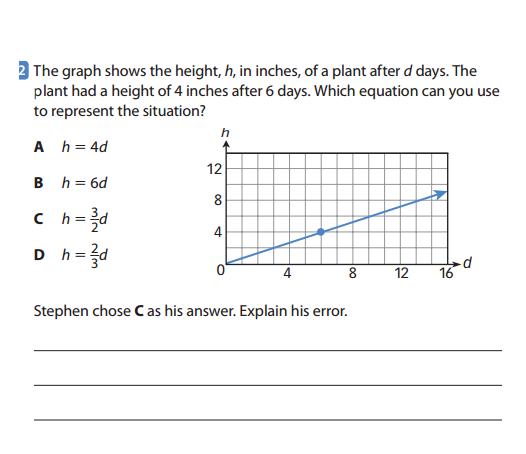 2 The graph shows the height, h, in inches, of a plant after d days. The
plant had a height of 4 inches after 6 days. Which equation can you use
to represent the situation?
A h = 4d
B h = 6d
C h = 3/2d
D h = 2/3d
h
12
8
4
0
4
8
12
16
d
Stephen chose C as his answer. Explain his error.